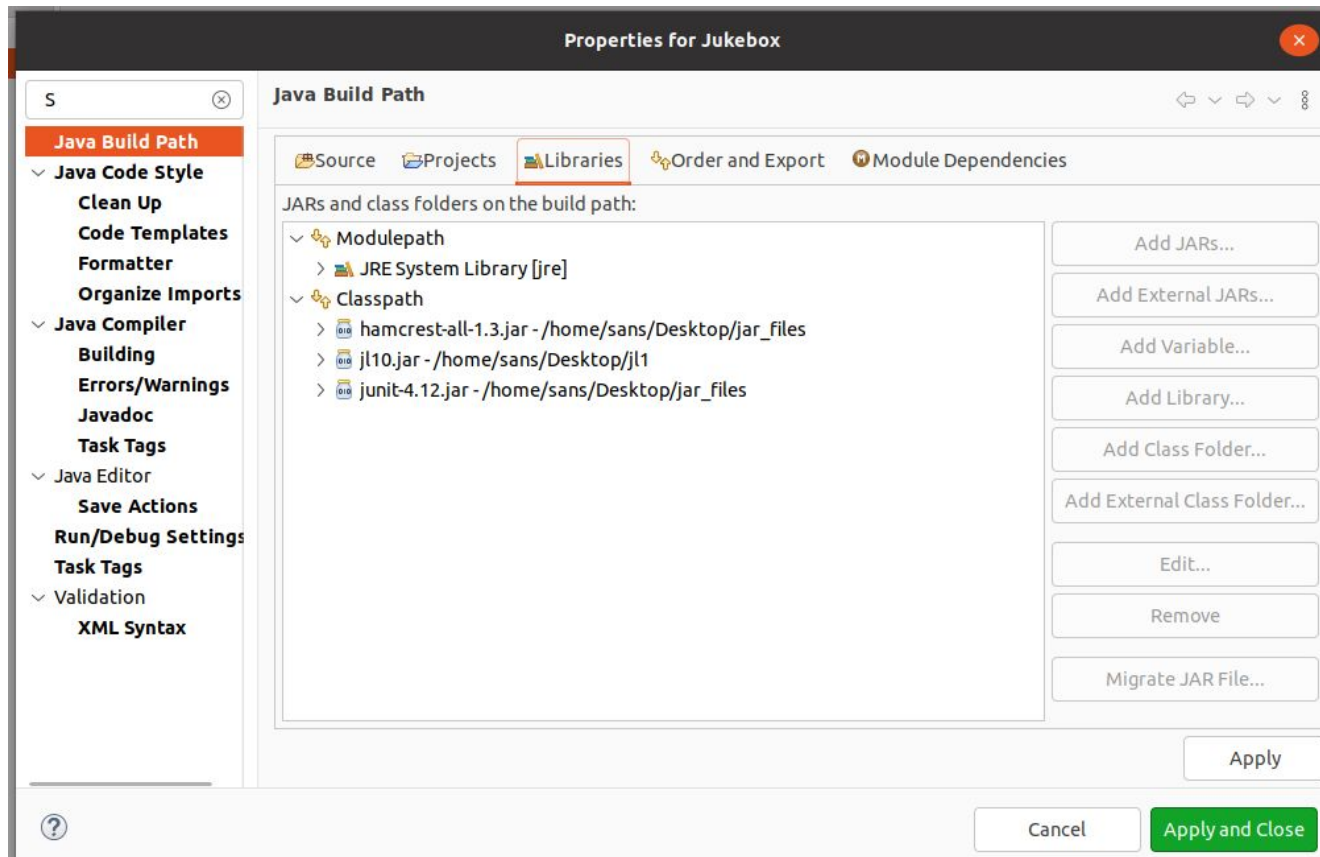 Properties for Jukebox
S
Java Build Path
Java Code Style
Clean Up
Code Templates
Formatter
Organize Imports
Java Compiler
Building
Errors/Warnings
Javadoc
Task Tags
Java Editor
Save Actions
Run/Debug Settings
Task Tags
Validation
XML Syntax
Java Build Path
Source Projects Libraries Order and Export Module Dependencies
JARs and class folders on the build path:
Modulepath
JRE System Library [jre]
Classpath
hamcrest-all-1.3.jar - /home/sans/Desktop/jar_files
jl10.jar - /home/sans/Desktop/jl1
junit-4.12.jar - /home/sans/Desktop/jar_files
Add JARs...
Add External JARs...
Add Variable...
Add Library...
Add Class Folder...
Add External Class Folder...
Edit...
Remove
Migrate JAR File...
Apply
Cancel
Apply and Close